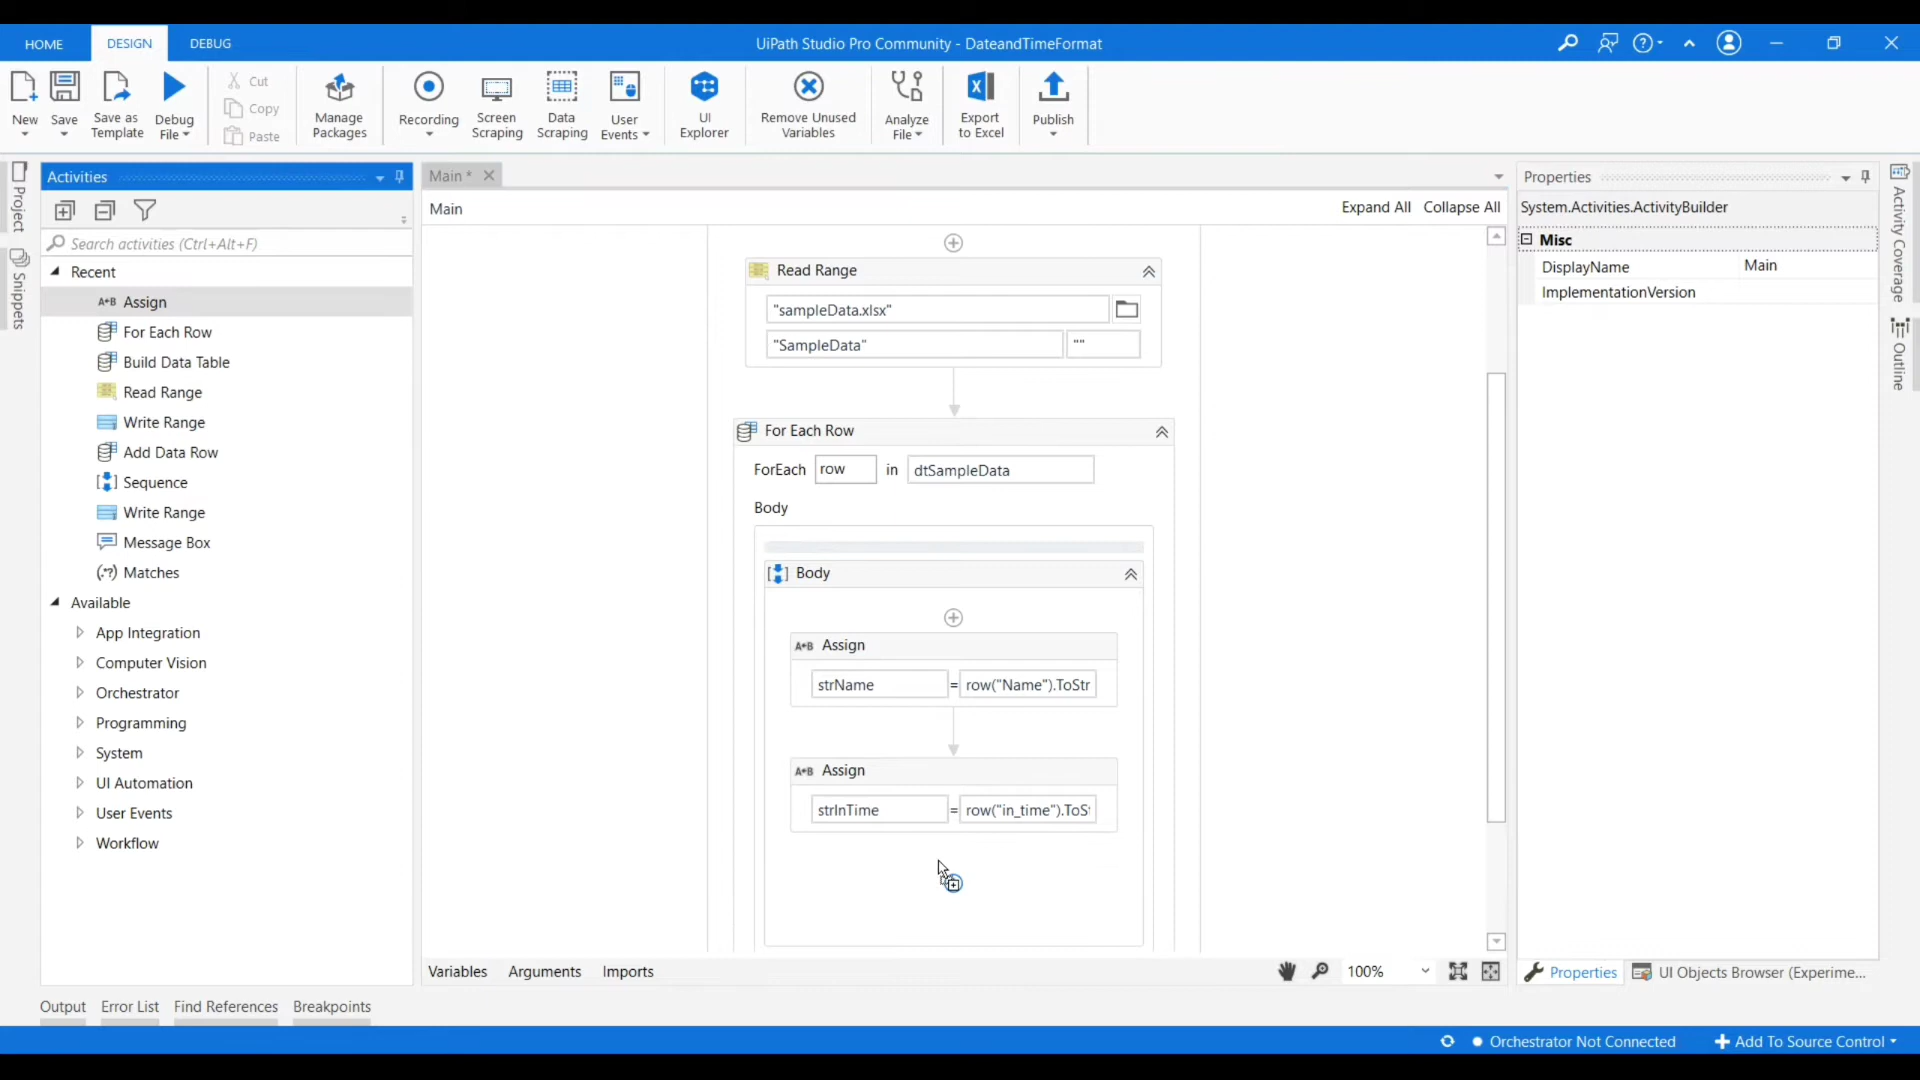 HOME
DESIGN
DEBUG
UiPath Studio Pro Community - DateandTimeFormat
New
Save
Save as
Template
Debug
File
Cut
Copy
Paste
Manage
Packages
Recording
Screen
Scraping
Data
Scraping
User
Events
UI
Explorer
Remove Unused
Variables
Analyze
File
Export
to Excel
Publish
Project
Snippets
Activities
Search activities (Ctrl+Alt+F)
Recent
A*B Assign
For Each Row
Build Data Table
Read Range
Write Range
Add Data Row
Sequence
Write Range
Message Box
(.*?) Matches
Available
App Integration
Computer Vision
Orchestrator
Programming
System
UI Automation
User Events
Workflow
Main *
Main
Expand All
Collapse All
Read Range
"sampleData.xlsx"
"SampleData"
""
For Each Row
ForEach row in dtSampleData
Body
Body
A*B Assign
strName = row("Name").ToStr
A*B Assign
strInTime = row("in_time").ToSt
Variables
Arguments
Imports
100%
Properties
System.Activities.ActivityBuilder
Misc
DisplayName Main
ImplementationVersion
Activity Coverage
Outline
Properties
UI Objects Browser (Experime...
Output
Error List
Find References
Breakpoints
Orchestrator Not Connected
Add To Source Control